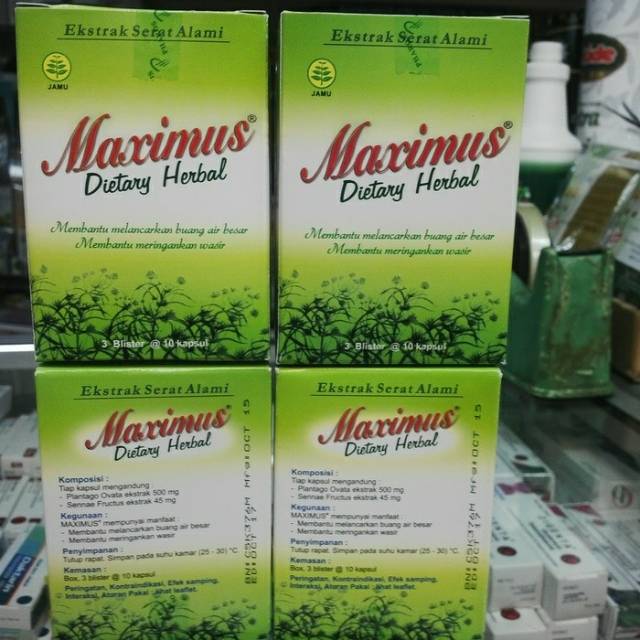 Ekstrak Serat Alami
JAMU
Maximus®
Dietary Herbal
Membantu melancarkan buang air besar
Membantu meringankan wasir
3 Blister @ 10 kapsul
Ekstrak Serat Alami
JAMU
Maximus®
Dietary Herbal
Membantu melancarkan buang air besar
Membantu meringankan wasir
3 Blister @ 10 kapsul
Ekstrak Serat Alami
Maximus®
Dietary Herbal
Komposisi :
Tiap kapsul mengandung :
- Plantago Ovata ekstrak 500 mg
- Sennae Fructus ekstrak 45 mg
Kegunaan :
MAXIMUS® mempunyai manfaat :
- Membantu melancarkan buang air besar
- Membantu meringankan wasir
Penyimpanan :
Tutup rapat. Simpan pada suhu kamar (25 - 30) °C.
Kemasan :
Box, 3 blister @ 10 kapsul
Peringatan, Kontraindikasi, Efek samping,
Interaksi, Aturan Pakai : lihat leaflet.
Ekstrak Serat Alami
Maximus®
Dietary Herbal
Komposisi :
Tiap kapsul mengandung :
- Plantago Ovata ekstrak 500 mg
- Sennae Fructus ekstrak 45 mg
Kegunaan :
MAXIMUS® mempunyai manfaat :
- Membantu melancarkan buang air besar
- Membantu meringankan wasir
Penyimpanan :
Tutup rapat. Simpan pada suhu kamar (25 - 30) °C.
Kemasan :
Box, 3 blister @ 10 kapsul
Peringatan, Kontraindikasi, Efek samping,
Interaksi, Aturan Pakai : lihat leaflet.